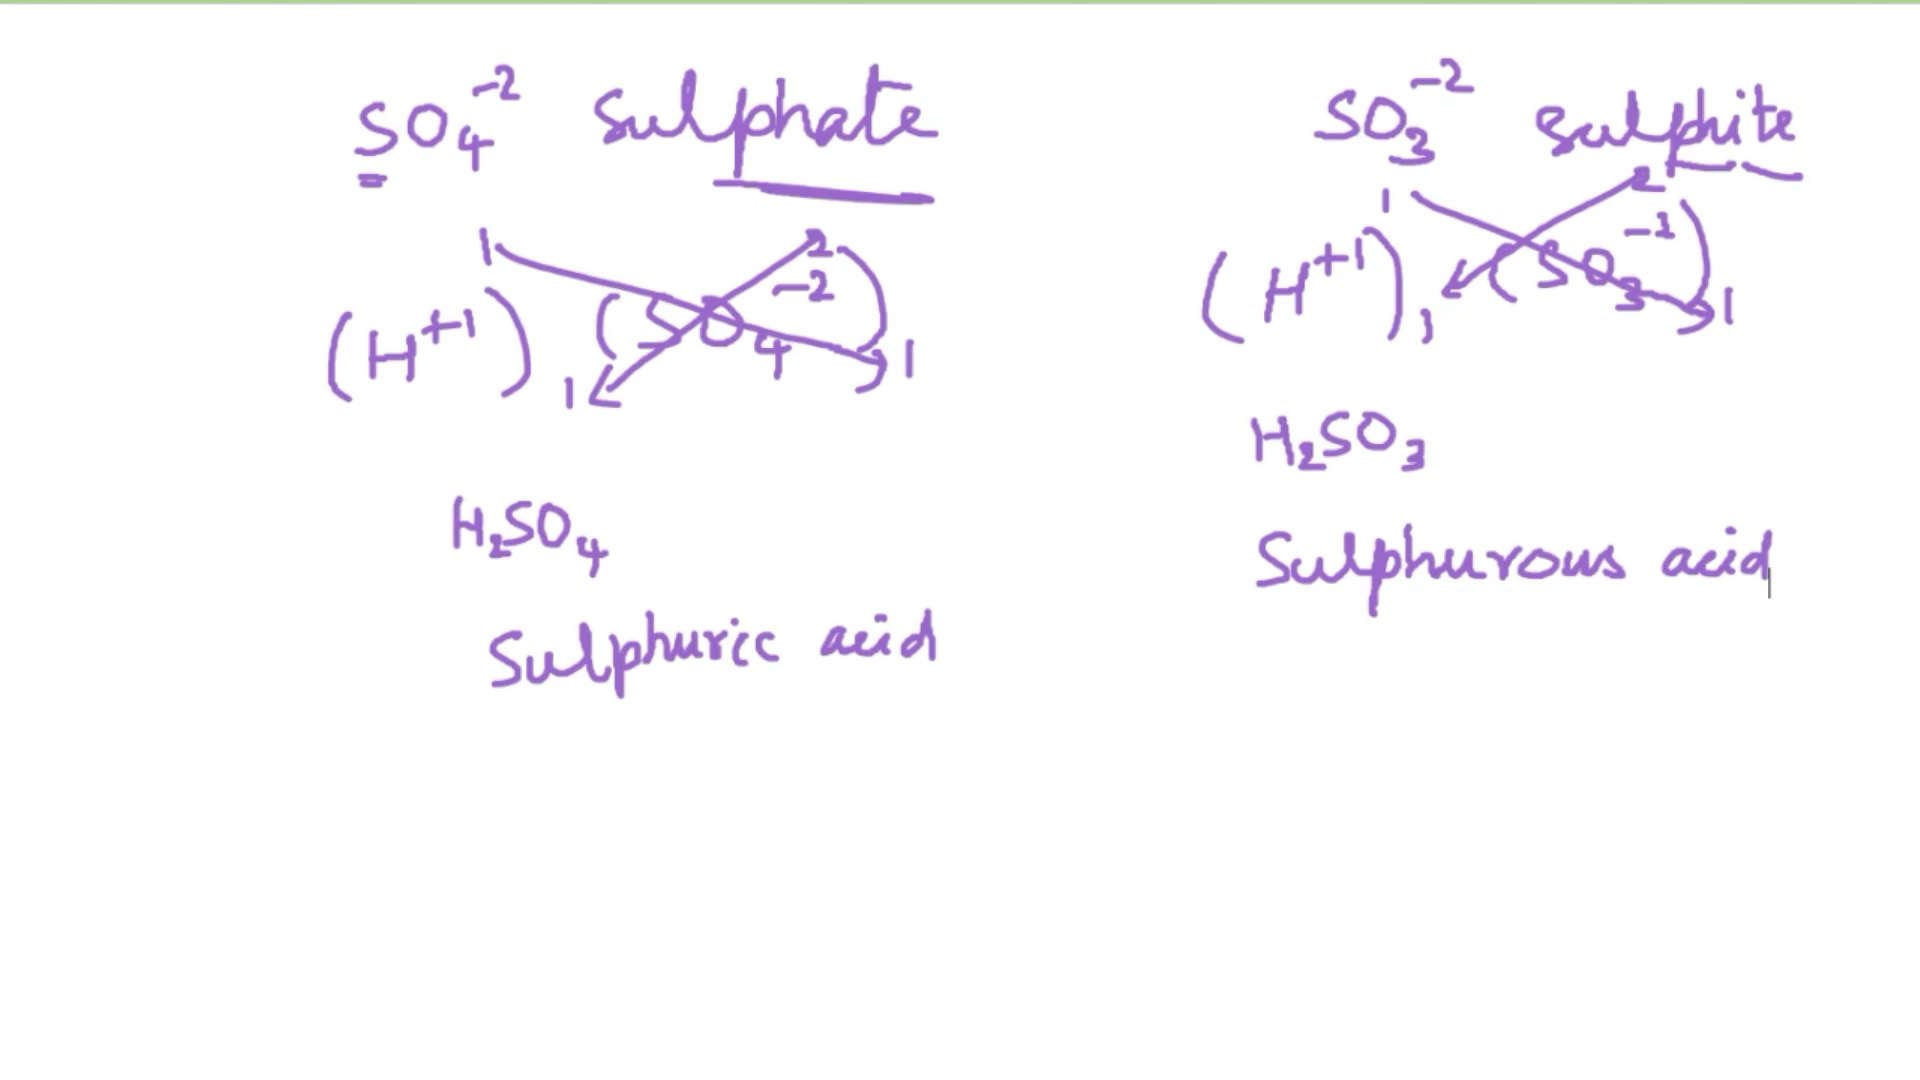 SO₄⁻² sulphate
1 2
(H⁺¹)₁ (SO₄⁻²)₁
H₂SO₄
Sulphuric acid
SO₃⁻² sulphite
1 2
(H⁺¹)₁ (SO₃⁻²)₁
H₂SO₃
Sulphurous acid